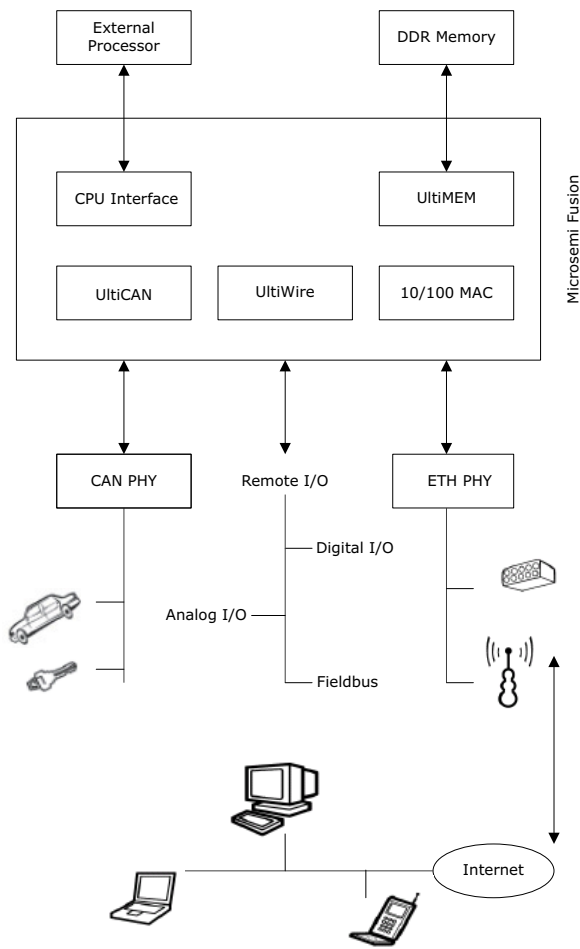 External
Processor
DDR Memory
CPU Interface
UltiMEM
Microsemi Fusion
UltiCAN
UltiWire
10/100 MAC
CAN PHY
Remote I/O
ETH PHY
Digital I/O
Analog I/O
Fieldbus
Internet